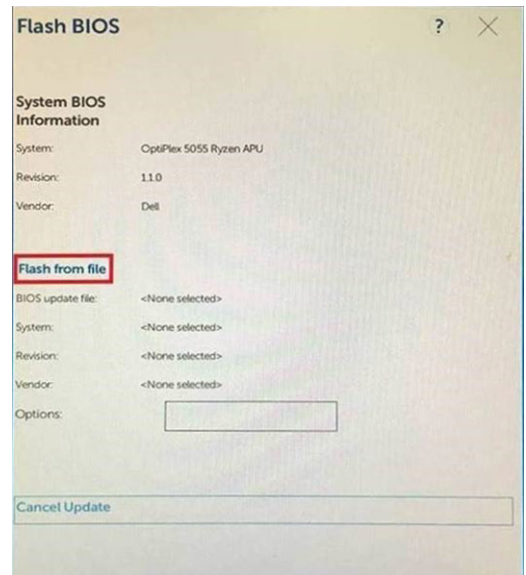 Flash BIOS ?
System BIOS
Information
System: OptiPlex 5055 Ryzen APU
Revision: 1.1.0
Vendor: Dell
Flash from file
BIOS update file: <None selected>
System: <None selected>
Revision: <None selected>
Vendor: <None selected>
Options:
Cancel Update